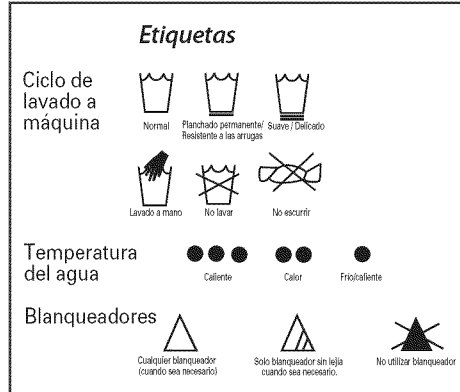 Etiquetas
Ciclo de
lavado a
máquina
Normal
Planchado permanente/
Resistente a las arrugas
Suave / Delicado
Lavado a mano
No lavar
No escurrir
Temperatura
del agua
Caliente
Calor
Frío/caliente
Blanqueadores
Cualquier blanqueador
(cuando sea necesario)
Solo blanqueador sin lejía
cuando sea necesario.
No utilizar blanqueador